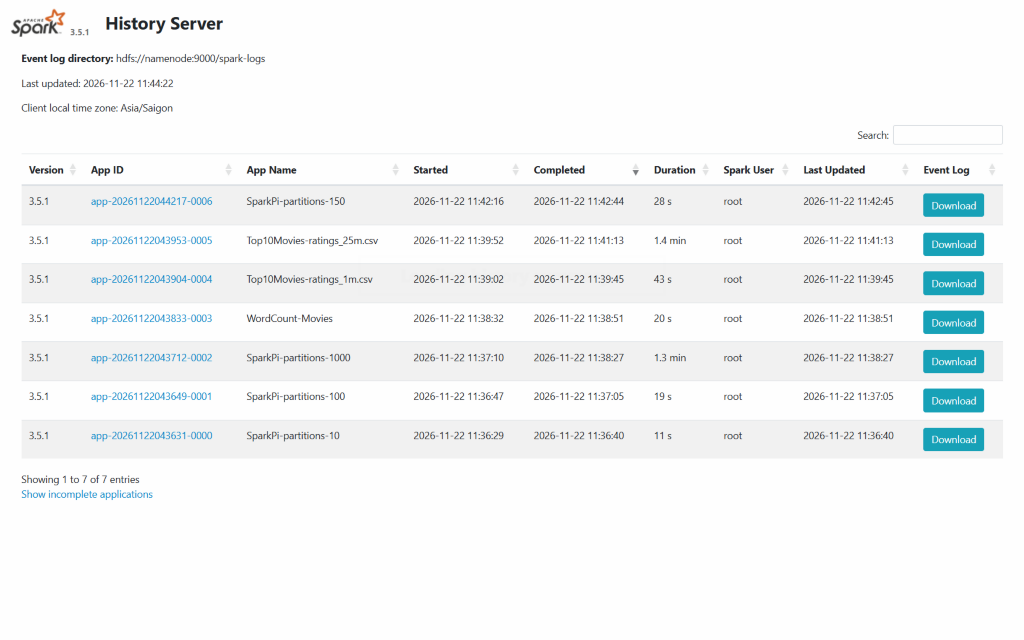 APACHE
Spark 3.5.1 History Server
Event log directory: hdfs://namenode:9000/spark-logs
Last updated: 2026-11-22 11:44:22
Client local time zone: Asia/Saigon
Search:
Version App ID App Name Started Completed Duration Spark User Last Updated Event Log
3.5.1 app-20261122044217-0006 SparkPi-partitions-150 2026-11-22 11:42:16 2026-11-22 11:42:44 28 s root 2026-11-22 11:42:45 Download
3.5.1 app-20261122043953-0005 Top10Movies-ratings_25m.csv 2026-11-22 11:39:52 2026-11-22 11:41:13 1.4 min root 2026-11-22 11:41:13 Download
3.5.1 app-20261122043904-0004 Top10Movies-ratings_1m.csv 2026-11-22 11:39:02 2026-11-22 11:39:45 43 s root 2026-11-22 11:39:45 Download
3.5.1 app-20261122043833-0003 WordCount-Movies 2026-11-22 11:38:32 2026-11-22 11:38:51 20 s root 2026-11-22 11:38:51 Download
3.5.1 app-20261122043712-0002 SparkPi-partitions-1000 2026-11-22 11:37:10 2026-11-22 11:38:27 1.3 min root 2026-11-22 11:38:27 Download
3.5.1 app-20261122043649-0001 SparkPi-partitions-100 2026-11-22 11:36:47 2026-11-22 11:37:05 19 s root 2026-11-22 11:37:05 Download
3.5.1 app-20261122043631-0000 SparkPi-partitions-10 2026-11-22 11:36:29 2026-11-22 11:36:40 11 s root 2026-11-22 11:36:40 Download
Showing 1 to 7 of 7 entries
Show incomplete applications